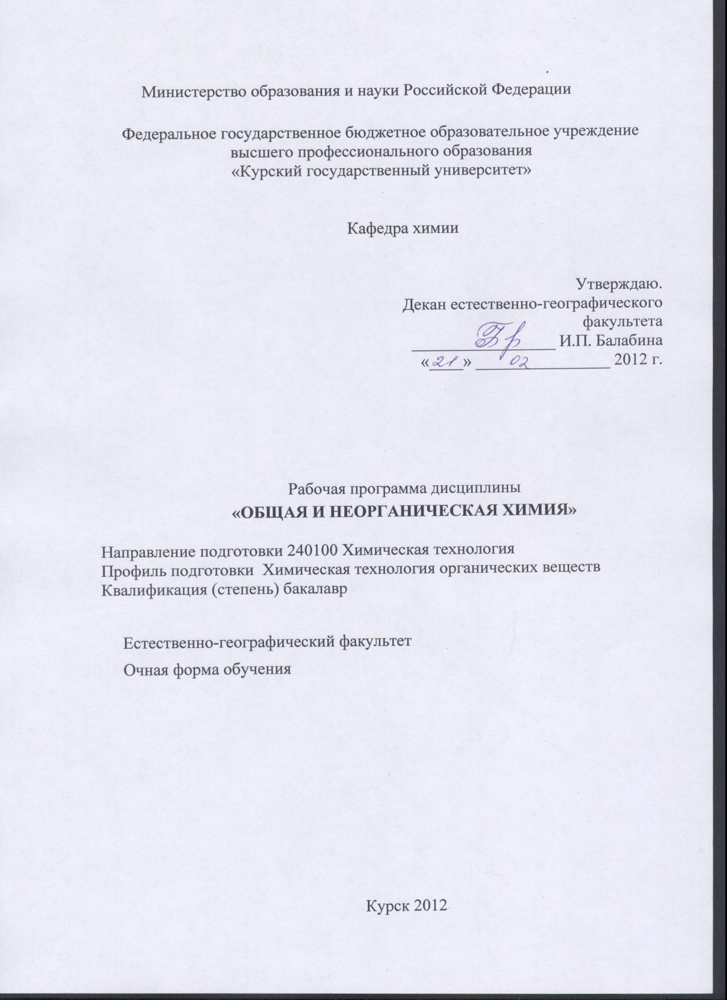 Министерство образования и науки Российской Федерации
Федеральное государственное бюджетное образовательное учреждение
высшего профессионального образования
«Курский государственный университет»
Кафедра химии
Утверждаю.
Декан естественно-географического
факультета
И.П. Балабина
«21» 02 2012 г.
Рабочая программа дисциплины
«ОБЩАЯ И НЕОРГАНИЧЕСКАЯ ХИМИЯ»
Направление подготовки 240100 Химическая технология
Профиль подготовки Химическая технология органических веществ
Квалификация (степень) бакалавр
Естественно-географический факультет
Очная форма обучения
Курск 2012